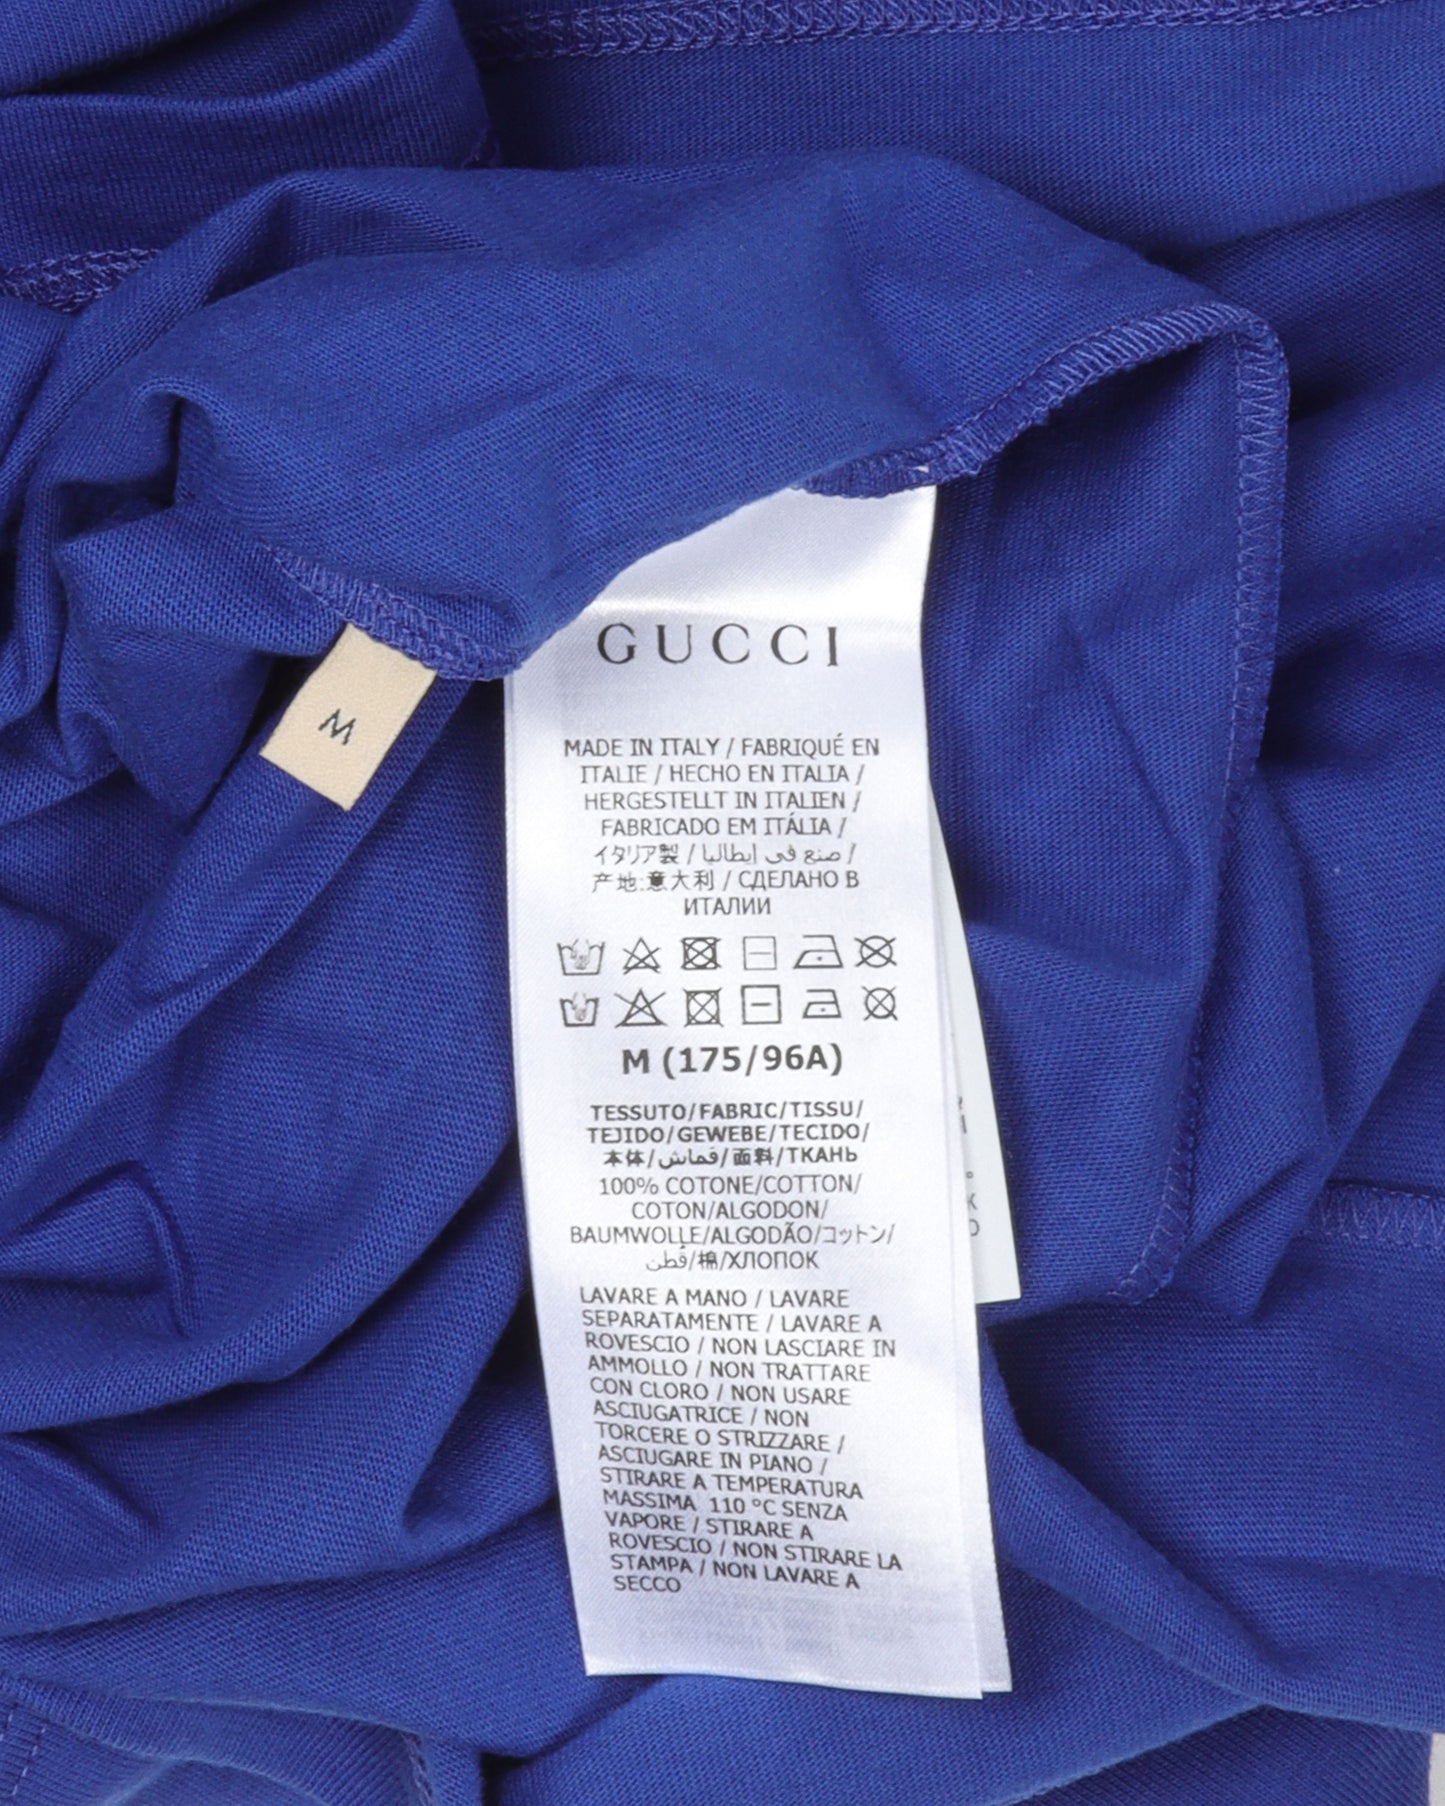 M
GUCCI
MADE IN ITALY / FABRIQUÉ EN
ITALIE / HECHO EN ITALIA /
HERGESTELLT IN ITALIEN /
FABRICADO EM ITÁLIA /
イタリア製 / صنع في إيطاليا /
产地:意大利 / СДЕЛАНО В
ИТАЛИИ
M (175/96A)
TESSUTO/FABRIC/TISSU/
TEJIDO/GEWEBE/TECIDO/
本体/قماش/面料/ТКАНЬ
100% COTONE/COTTON/
COTON/ALGODON/
BAUMWOLLE/ALGODÃO/コットン/
قطن/棉/ХЛОПОК
LAVARE A MANO / LAVARE
SEPARATAMENTE / LAVARE A
ROVESCIO / NON LASCIARE IN
AMMOLLO / NON TRATTARE
CON CLORO / NON USARE
ASCIUGATRICE / NON
TORCERE O STRIZZARE /
ASCIUGARE IN PIANO /
STIRARE A TEMPERATURA
MASSIMA 110 °C SENZA
VAPORE / STIRARE A
ROVESCIO / NON STIRARE LA
STAMPA / NON LAVARE A
SECCO